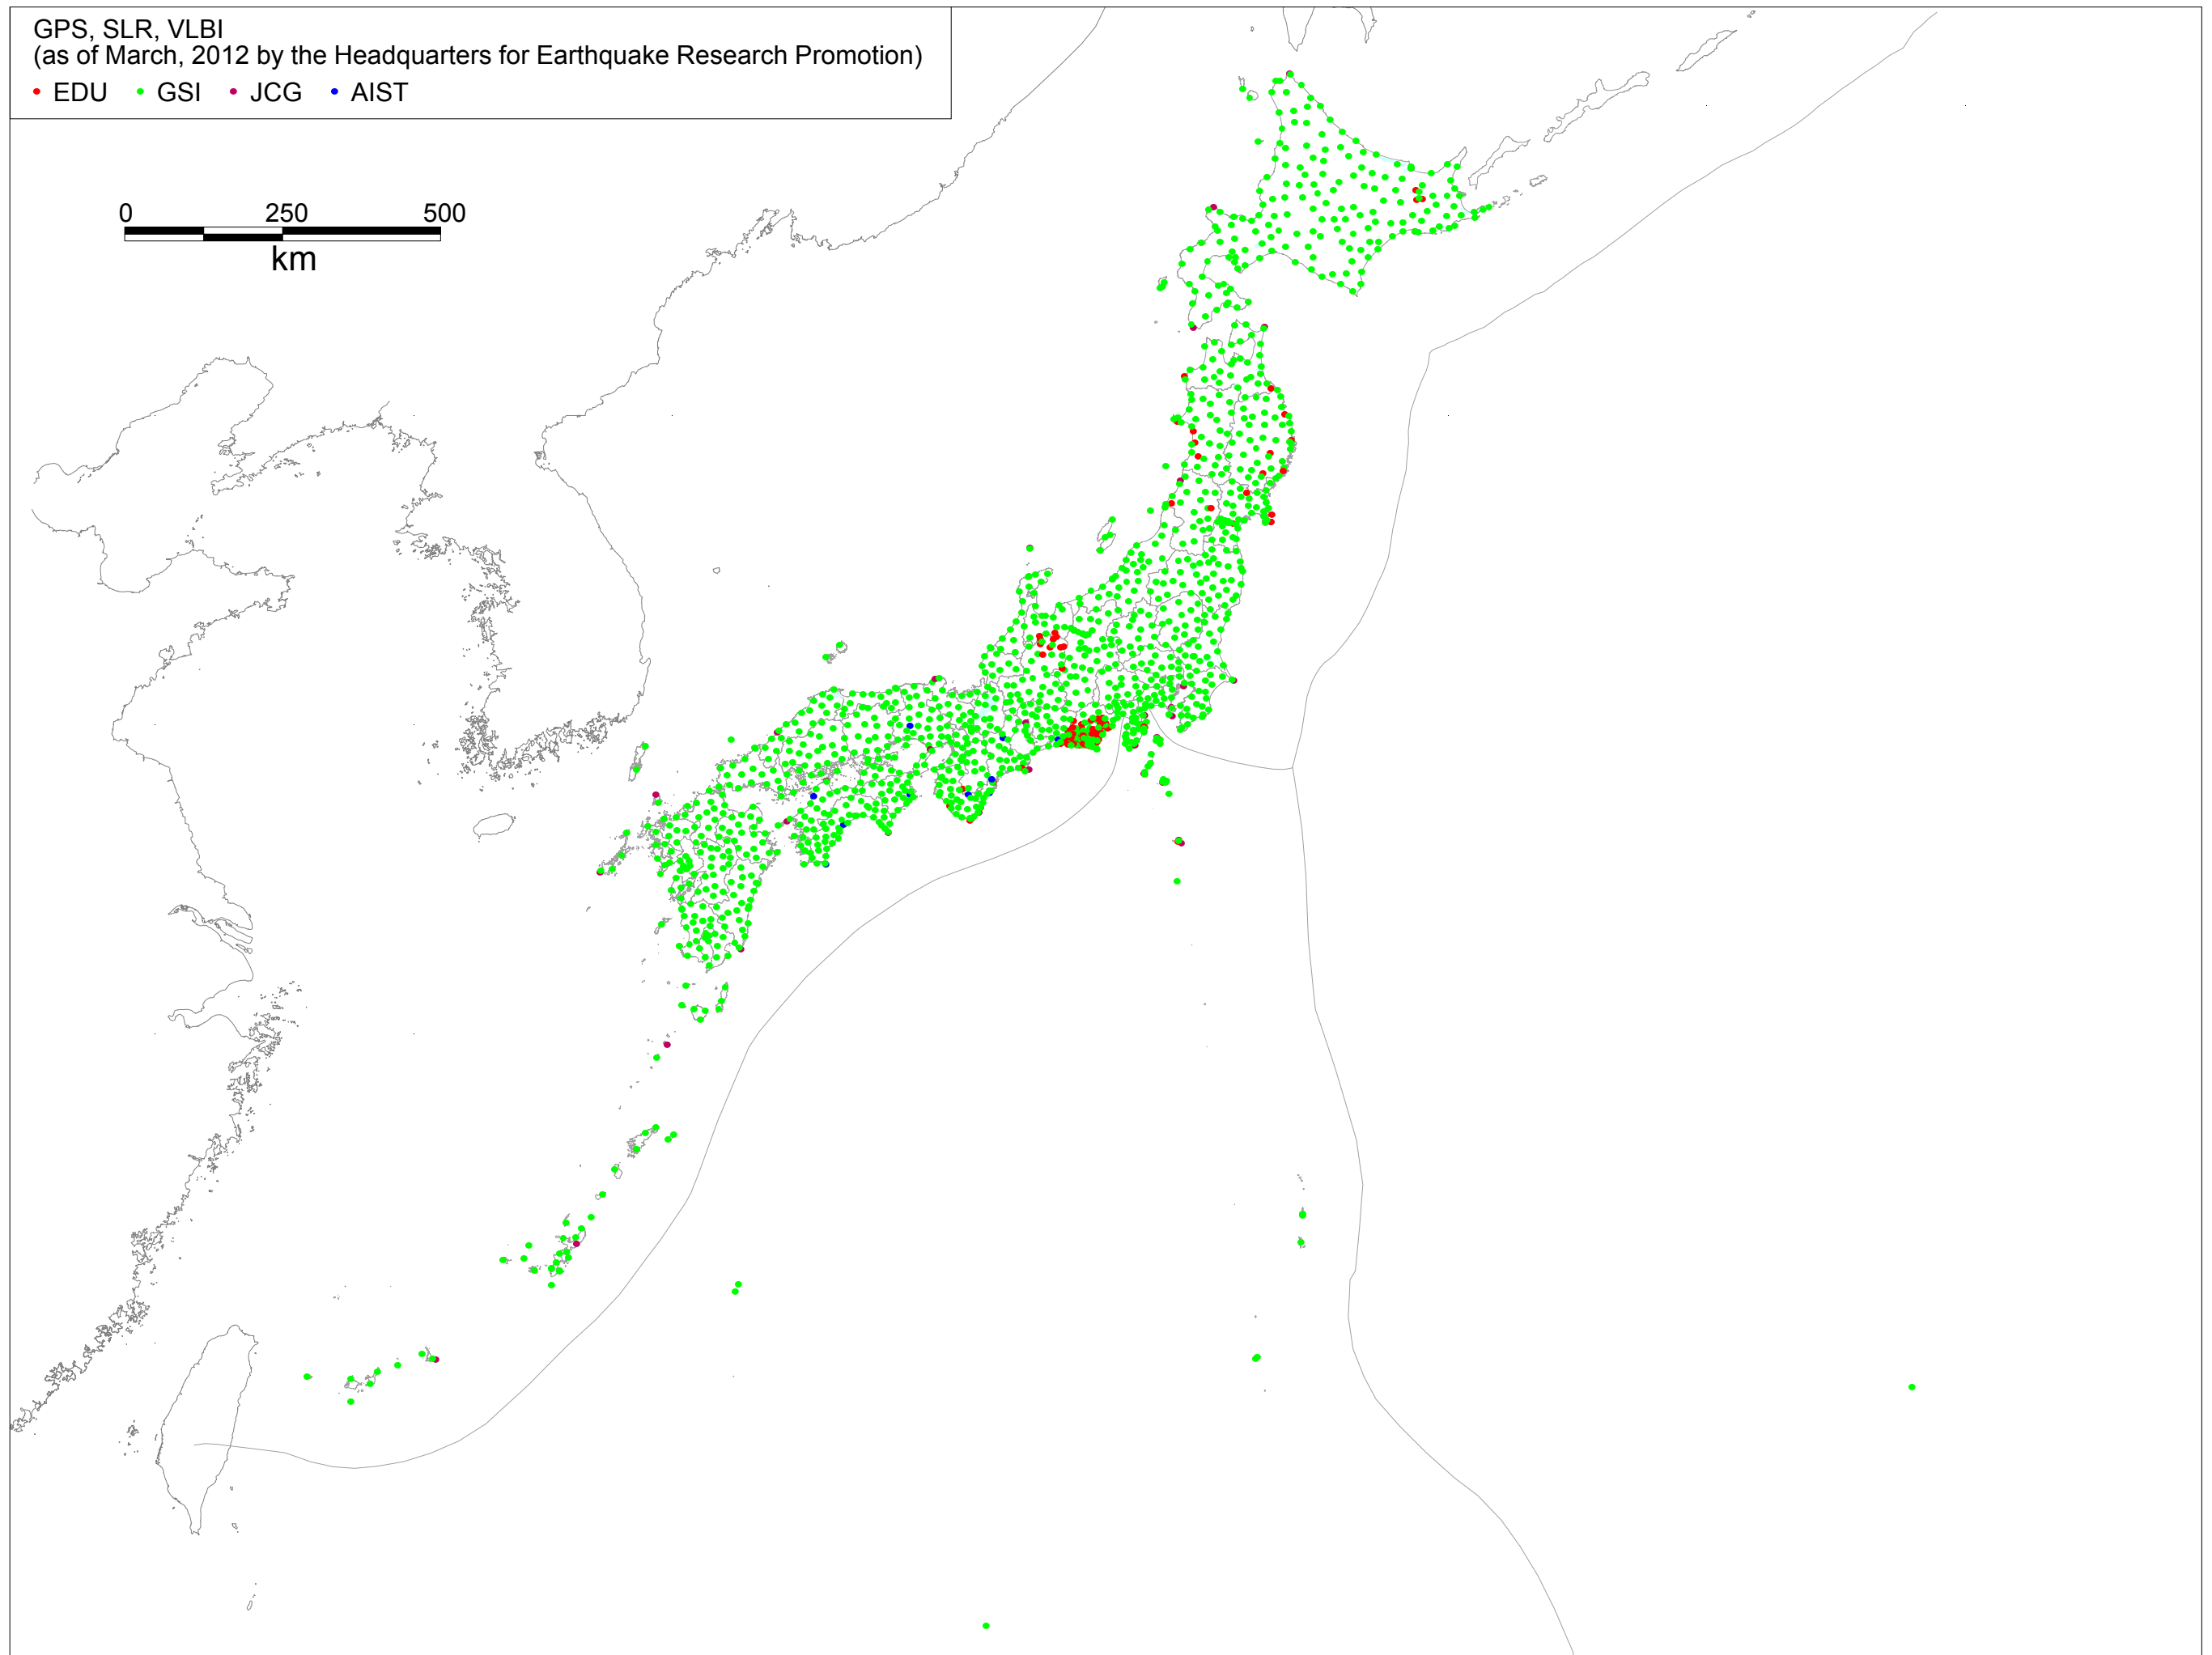 GPS, SLR, VLBI
(as of March, 2012 by the Headquarters for Earthquake Research Promotion)
EDU GSI JCG AIST
0 250 500
km